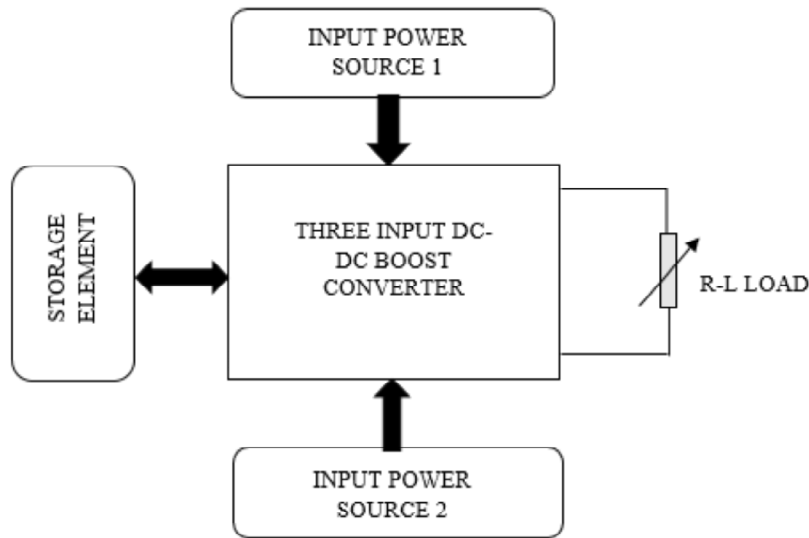 INPUT POWER
SOURCE 1
STORAGE
ELEMENT
THREE INPUT DC-
DC BOOST
CONVERTER
R-L LOAD
INPUT POWER
SOURCE 2